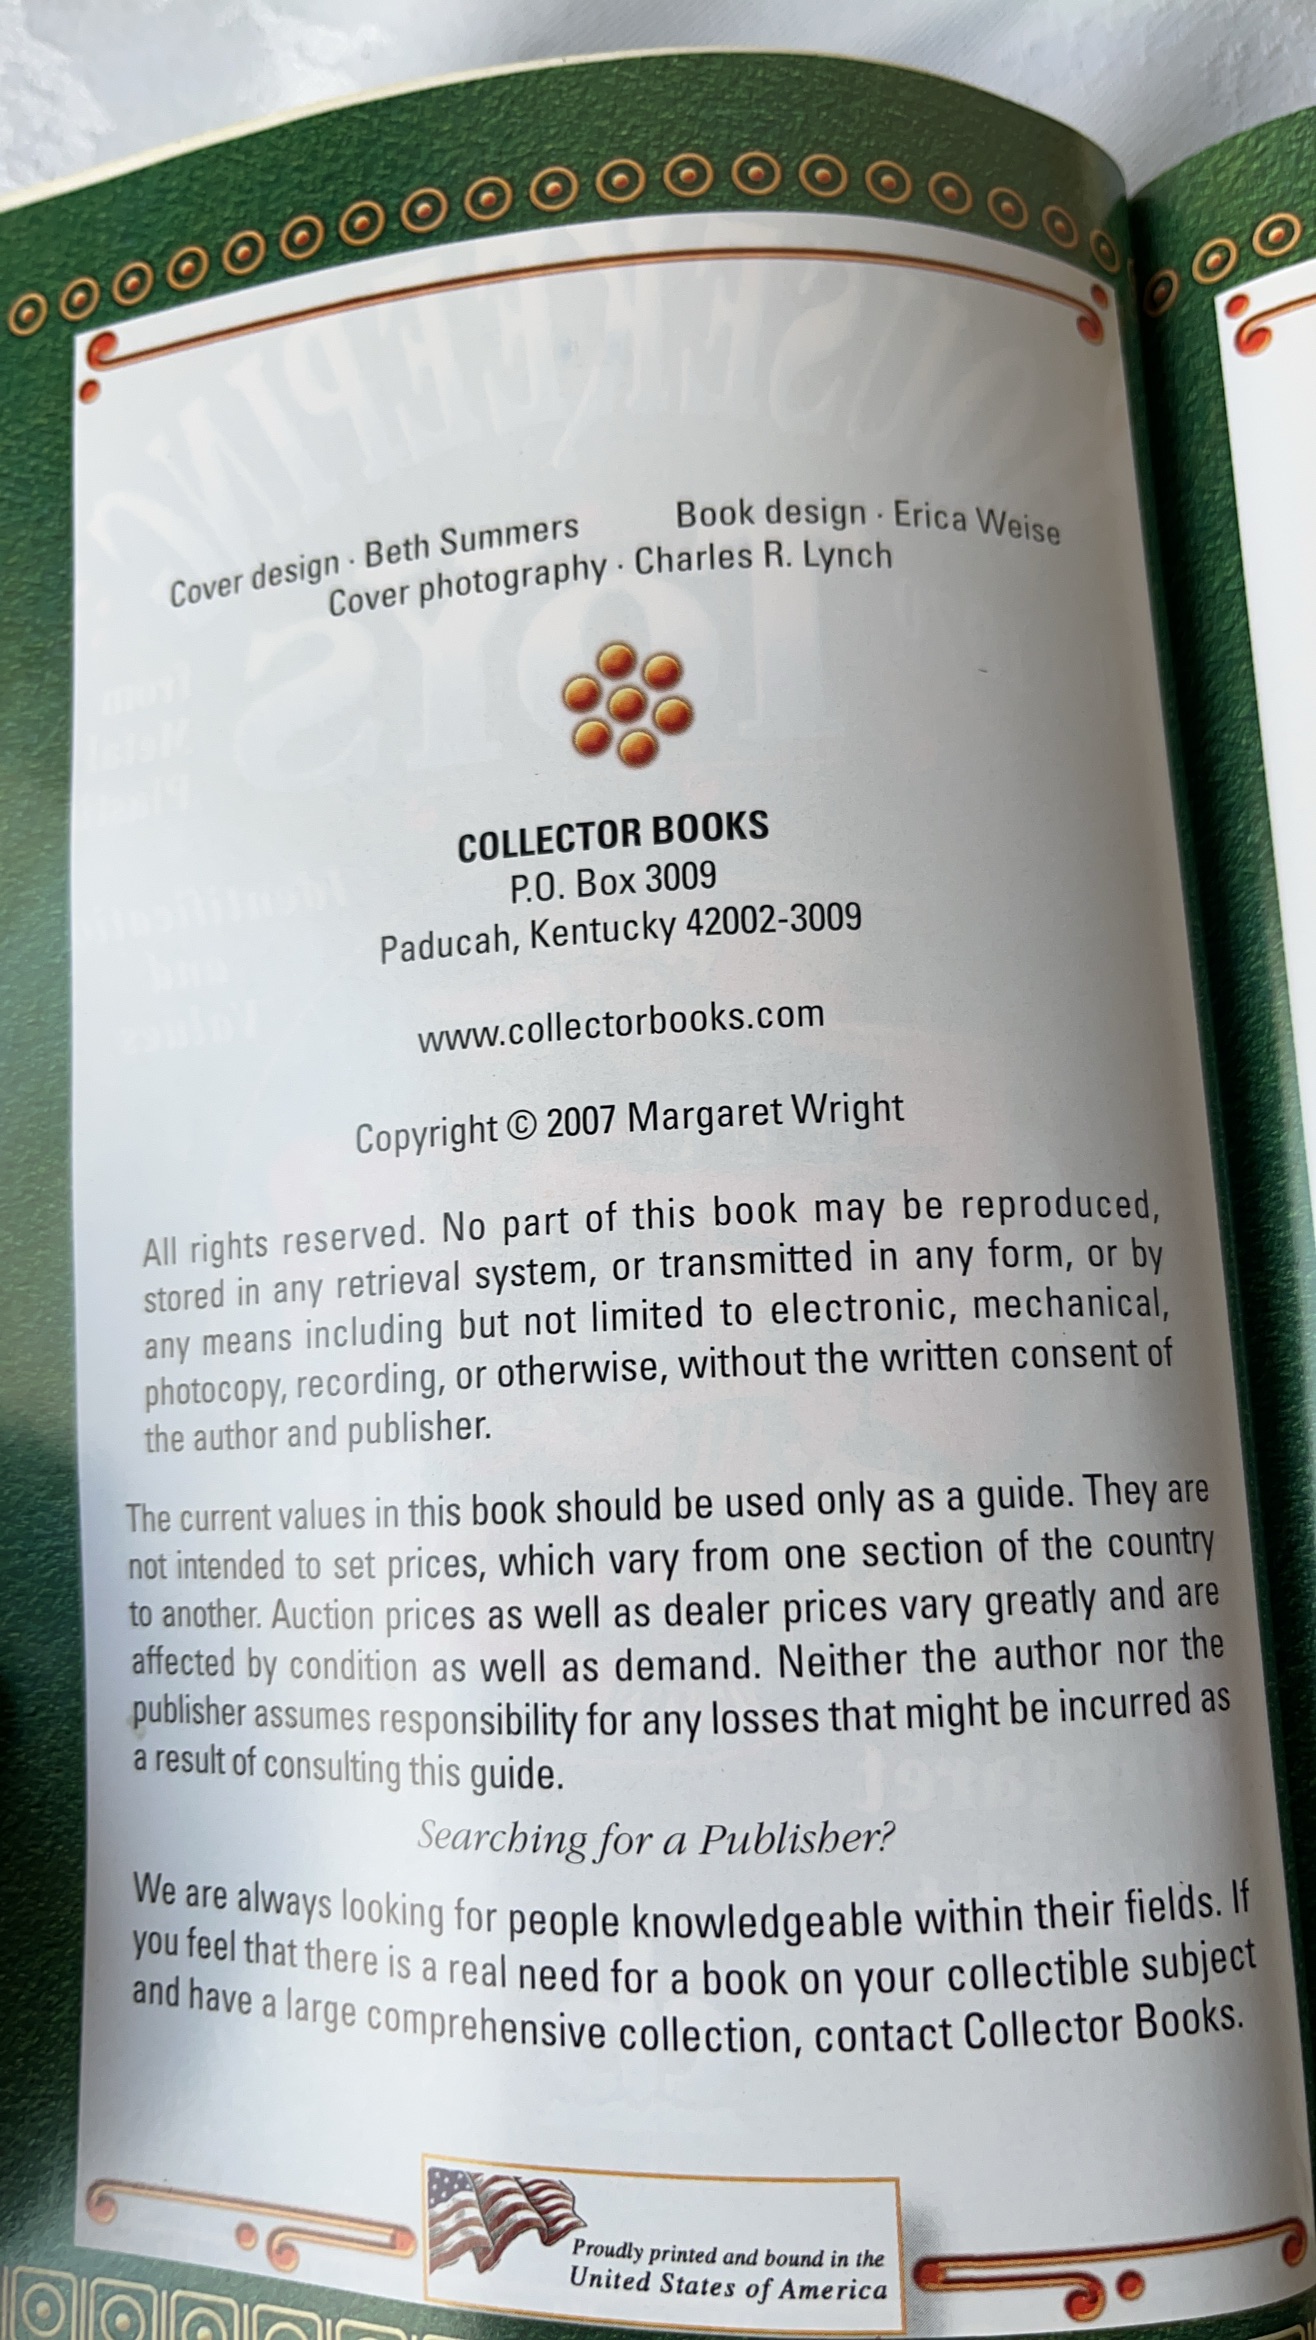 Cover design · Beth Summers Book design · Erica Weise
Cover photography · Charles R. Lynch
COLLECTOR BOOKS
P.O. Box 3009
Paducah, Kentucky 42002-3009
www.collectorbooks.com
Copyright © 2007 Margaret Wright
All rights reserved. No part of this book may be reproduced,
stored in any retrieval system, or transmitted in any form, or by
any means including but not limited to electronic, mechanical,
photocopy, recording, or otherwise, without the written consent of
the author and publisher.
The current values in this book should be used only as a guide. They are
not intended to set prices, which vary from one section of the country
to another. Auction prices as well as dealer prices vary greatly and are
affected by condition as well as demand. Neither the author nor the
publisher assumes responsibility for any losses that might be incurred as
a result of consulting this guide.
Searching for a Publisher?
We are always looking for people knowledgeable within their fields. If
you feel that there is a real need for a book on your collectible subject
and have a large comprehensive collection, contact Collector Books.
Proudly printed and bound in the
United States of America